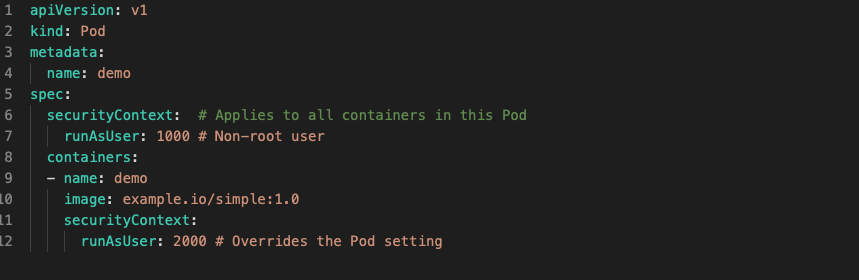 1 apiVersion: v1
2 kind: Pod
3 metadata:
4   name: demo
5 spec:
6   securityContext:  # Applies to all containers in this Pod
7     runAsUser: 1000 # Non-root user
8   containers:
9   - name: demo
10     image: example.io/simple:1.0
11     securityContext:
12       runAsUser: 2000 # Overrides the Pod setting